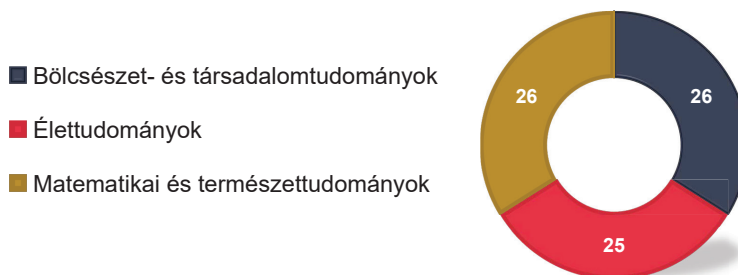 Bölcsészet- és társadalomtudományok
Élettudományok
Matematikai és természettudományok
26
26
25